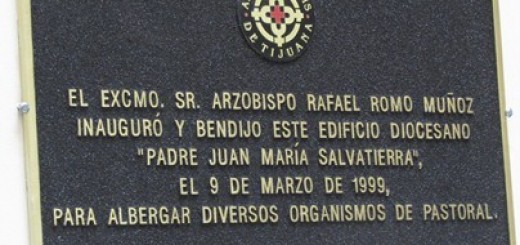 DE TIJUANA
EL EXCMO. SR. ARZOBISPO RAFAEL ROMO MUÑOZ
INAUGURÓ Y BENDIJO ESTE EDIFICIO DIOCESANO
"PADRE JUAN MARÍA SALVATIERRA",
EL 9 DE MARZO DE 1999,
PARA ALBERGAR DIVERSOS ORGANISMOS DE PASTORAL.